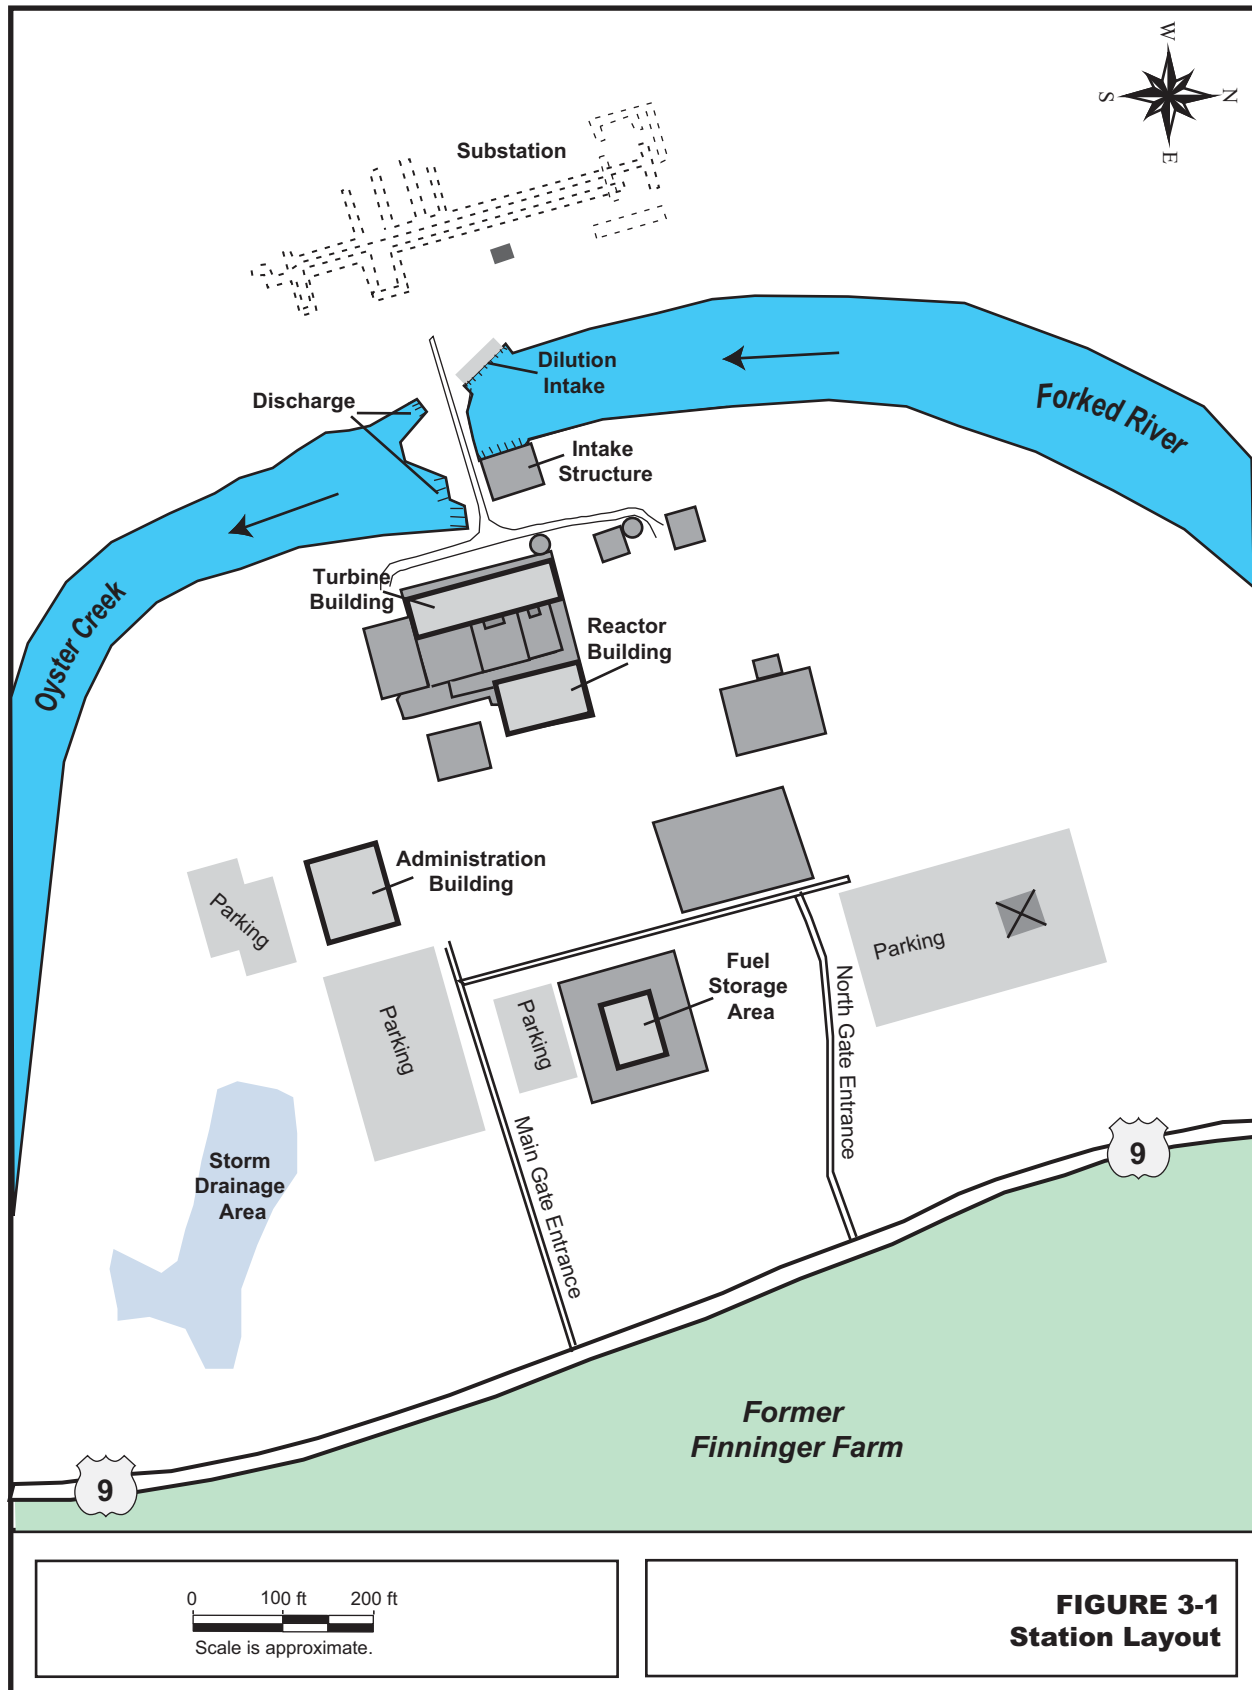 W
S
N
E
Substation
Dilution
Intake
Discharge
Forked River
Intake
Structure
Turbine
Building
Oyster Creek
Reactor
Building
Administration
Building
Parking
Parking
Fuel
Storage
Area
Parking
Parking
North Gate Entrance
Main Gate Entrance
9
Storm
Drainage
Area
Former
Finninger Farm
9
0 100 ft 200 ft
Scale is approximate.
FIGURE 3-1
Station Layout